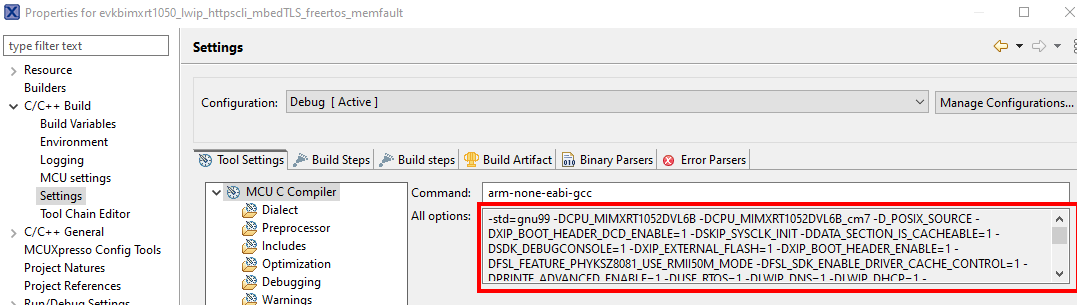 Properties for evkbimxrt1050_lwip_httpscli_mbedTLS_freertos_memfault
type filter text
Resource
Builders
C/C++ Build
Build Variables
Environment
Logging
MCU settings
Settings
Tool Chain Editor
C/C++ General
MCUXpresso Config Tools
Project Natures
Project References
Run/Debug Settings
Settings
Configuration:
Debug [ Active ]
Manage Configurations...
Tool Settings
Build Steps
Build steps
Build Artifact
Binary Parsers
Error Parsers
MCU C Compiler
Dialect
Preprocessor
Includes
Optimization
Debugging
Warnings
Command:
arm-none-eabi-gcc
All options:
-std=gnu99 -DCPU_MIMXRT1052DVL6B -DCPU_MIMXRT1052DVL6B_cm7 -D_POSIX_SOURCE -
DXIP_BOOT_HEADER_DCD_ENABLE=1 -DSKIP_SYSCLK_INIT -DDATA_SECTION_IS_CACHEABLE=1 -
DSDK_DEBUGCONSOLE=1 -DXIP_EXTERNAL_FLASH=1 -DXIP_BOOT_HEADER_ENABLE=1 -
DFSL_FEATURE_PHYKSZ8081_USE_RMII50M_MODE -DFSL_SDK_ENABLE_DRIVER_CACHE_CONTROL=1 -
DPRINTF_ADVANCED_ENABLE=1 -DUSE_RTOS=1 -DLWIP_DNS=1 -DLWIP_DHCP=1 -